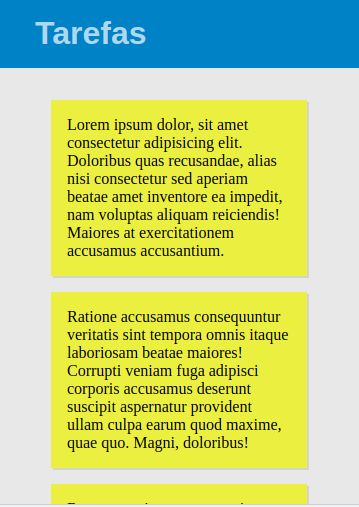 Tarefas
Lorem ipsum dolor, sit amet
consectetur adipisicing elit.
Doloribus quas recusandae, alias
nisi consectetur sed aperiam
beatae amet inventore ea impedit,
nam voluptas aliquam reiciendis!
Maiores at exercitationem
accusamus accusantium.
Ratione accusamus consequuntur
veritatis sint tempora omnis itaque
laboriosam beatae maiores!
Corrupti veniam fuga adipisci
corporis accusamus deserunt
suscipit aspernatur provident
ullam culpa earum quod maxime,
quae quo. Magni, doloribus!